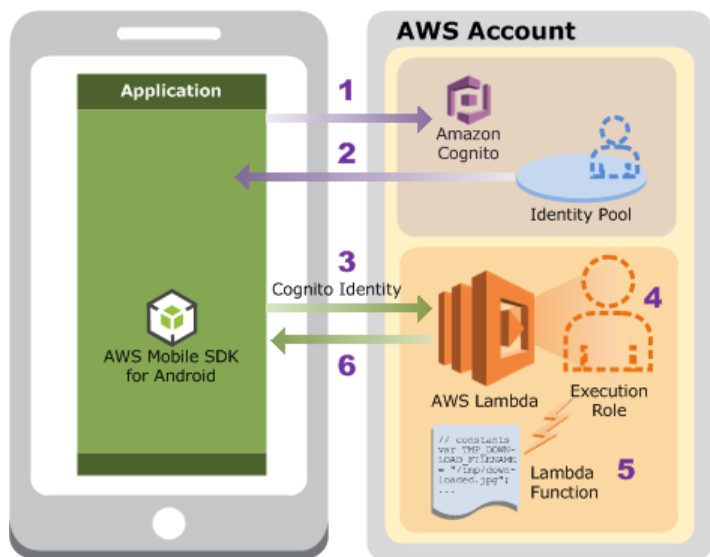 AWS Account
Application
1
Amazon
Cognito
2
Identity Pool
3
Cognito Identity
4
AWS Mobile SDK
for Android
6
AWS Lambda
Execution
Role
// constants
var TMP_DOWN-
LOAD_FILENAME
= "/Tmp/down-
loaded.jpg";
...
Lambda
Function
5